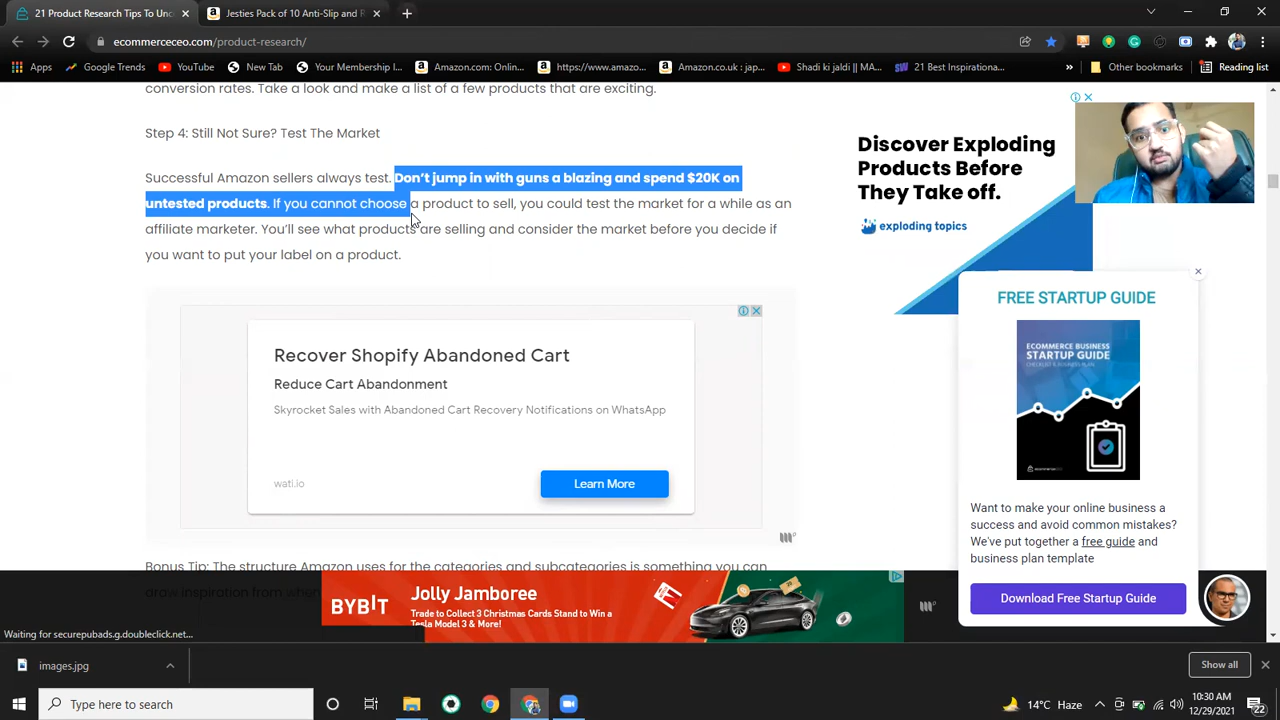 21 Product Research Tips To Unc
Jesties Pack of 10 Anti-Slip and R
ecommerceceo.com/product-research/
Apps
Google Trends
YouTube
New Tab
Your Membership I...
Amazon.com: Onlin...
https://www.amazo...
Amazon.co.uk : jap...
Shadi ki jaldi || MA...
21 Best Inspirationa...
»
Other bookmarks
Reading list
conversion rates. Take a look and make a list of a few products that are exciting.
Step 4: Still Not Sure? Test The Market
Successful Amazon sellers always test. Don't jump in with guns a blazing and spend $20K on
untested products. If you cannot choose a product to sell, you could test the market for a while as an
affiliate marketer. You'll see what products are selling and consider the market before you decide if
you want to put your label on a product.
Recover Shopify Abandoned Cart
Reduce Cart Abandonment
Skyrocket Sales with Abandoned Cart Recovery Notifications on WhatsApp
wati.io
Learn More
Bonus Tip: The structure Amazon uses for the categories and subcategories is something you can
draw inspiration from when
Discover Exploding
Products Before
They Take off.
exploding topics
FREE STARTUP GUIDE
ECOMMERCE BUSINESS
STARTUP GUIDE
CHECKLIST & BUSINESS PLAN
Want to make your online business a
success and avoid common mistakes?
We've put together a free guide and
business plan template
Download Free Startup Guide
BYBIT
Jolly Jamboree
Trade to Collect 3 Christmas Cards Stand to Win a
Tesla Model 3 & More!
Waiting for securepubads.g.doubleclick.net...
images.jpg
Show all
Type here to search
14°C Haze
10:30 AM
12/29/2021
22